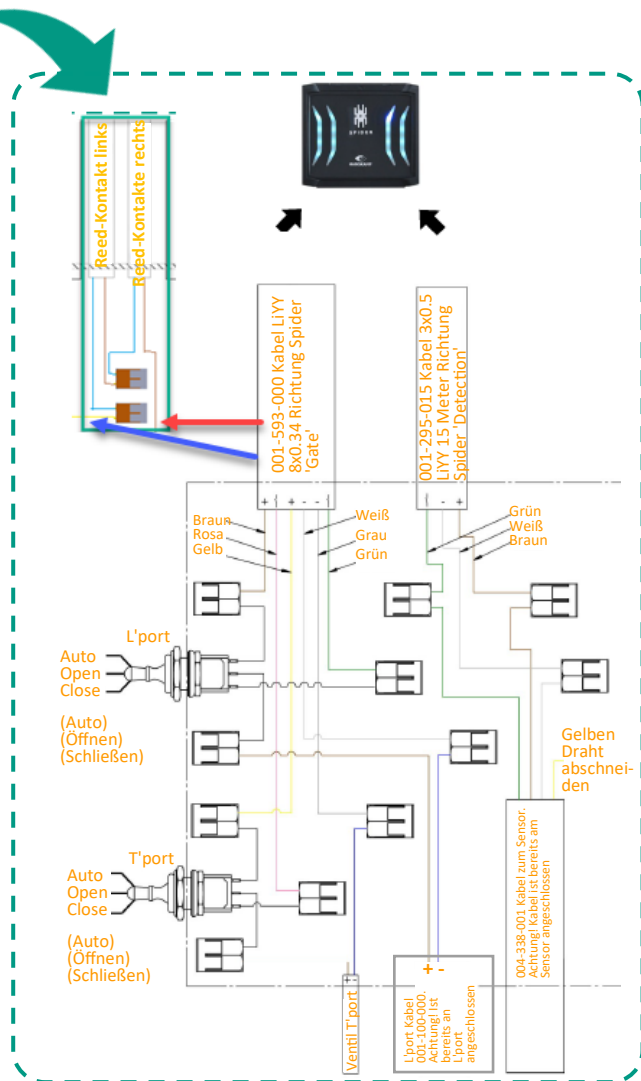 Reed-Kontakt links
Reed-Kontakte rechts
SPIDER
001-593-000 Kabel LiYY
8x0.34 Richtung Spider
'Gate'
001-295-015 Kabel 3x0.5
LiYY 15 Meter Richtung
Spider 'Detection'
+
+
-
-
-
+
Braun
Rosa
Gelb
Weiß
Grau
Grün
Grün
Weiß
Braun
L'port
Auto
Open
Close
(Auto)
(Öffnen)
(Schließen)
Gelben
Draht
abschnei-
den
T'port
Auto
Open
Close
(Auto)
(Öffnen)
(Schließen)
+ -
Ventil T'port
+ -
L'port Kabel
001-100-000.
Achtung! Ist
bereits an
L'port
angeschlossen
004-338-001 Kabel zum Sensor.
Achtung! Kabel ist bereits am
Sensor angeschlossen